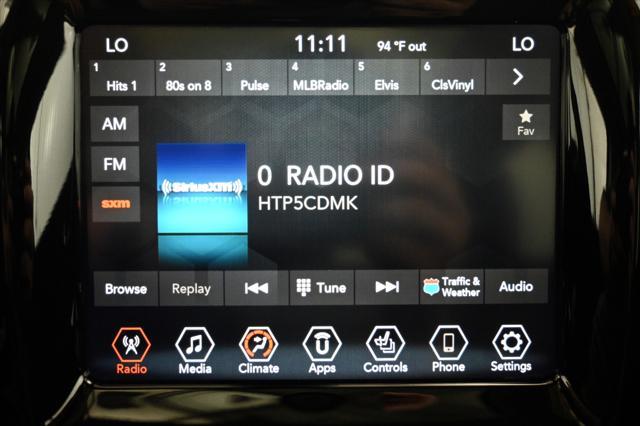 LO 11:11 94 °F out LO
1 Hits 1 2 80s on 8 3 Pulse 4 MLBRadio 5 Elvis 6 ClsVinyl
AM
Fav
FM
sxm
((SiriusXM))
0 RADIO ID
HTP5CDMK
Browse Replay Tune Traffic & Weather Audio
Radio Media Climate Apps Controls Phone Settings